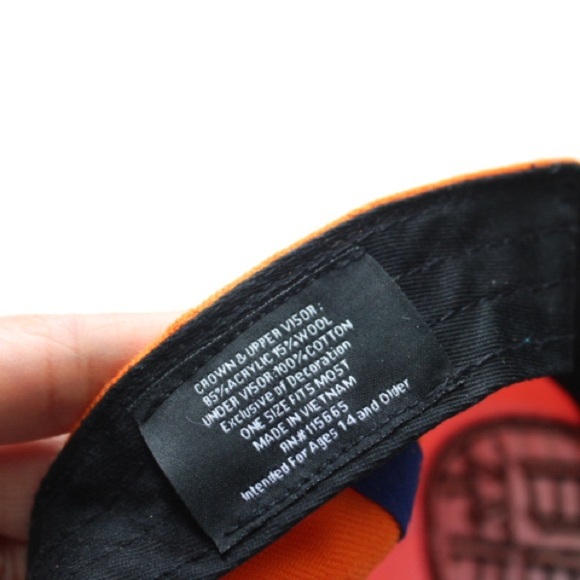 CROWN & UPPER VISOR:
85%ACRYLIC 15%WOOL
UNDER VISOR:100%COTTON
Exclusive of Decoration
ONE SIZE FITS MOST
MADE IN VIETNAM
RN#115665
Intended For Ages 14 and Older